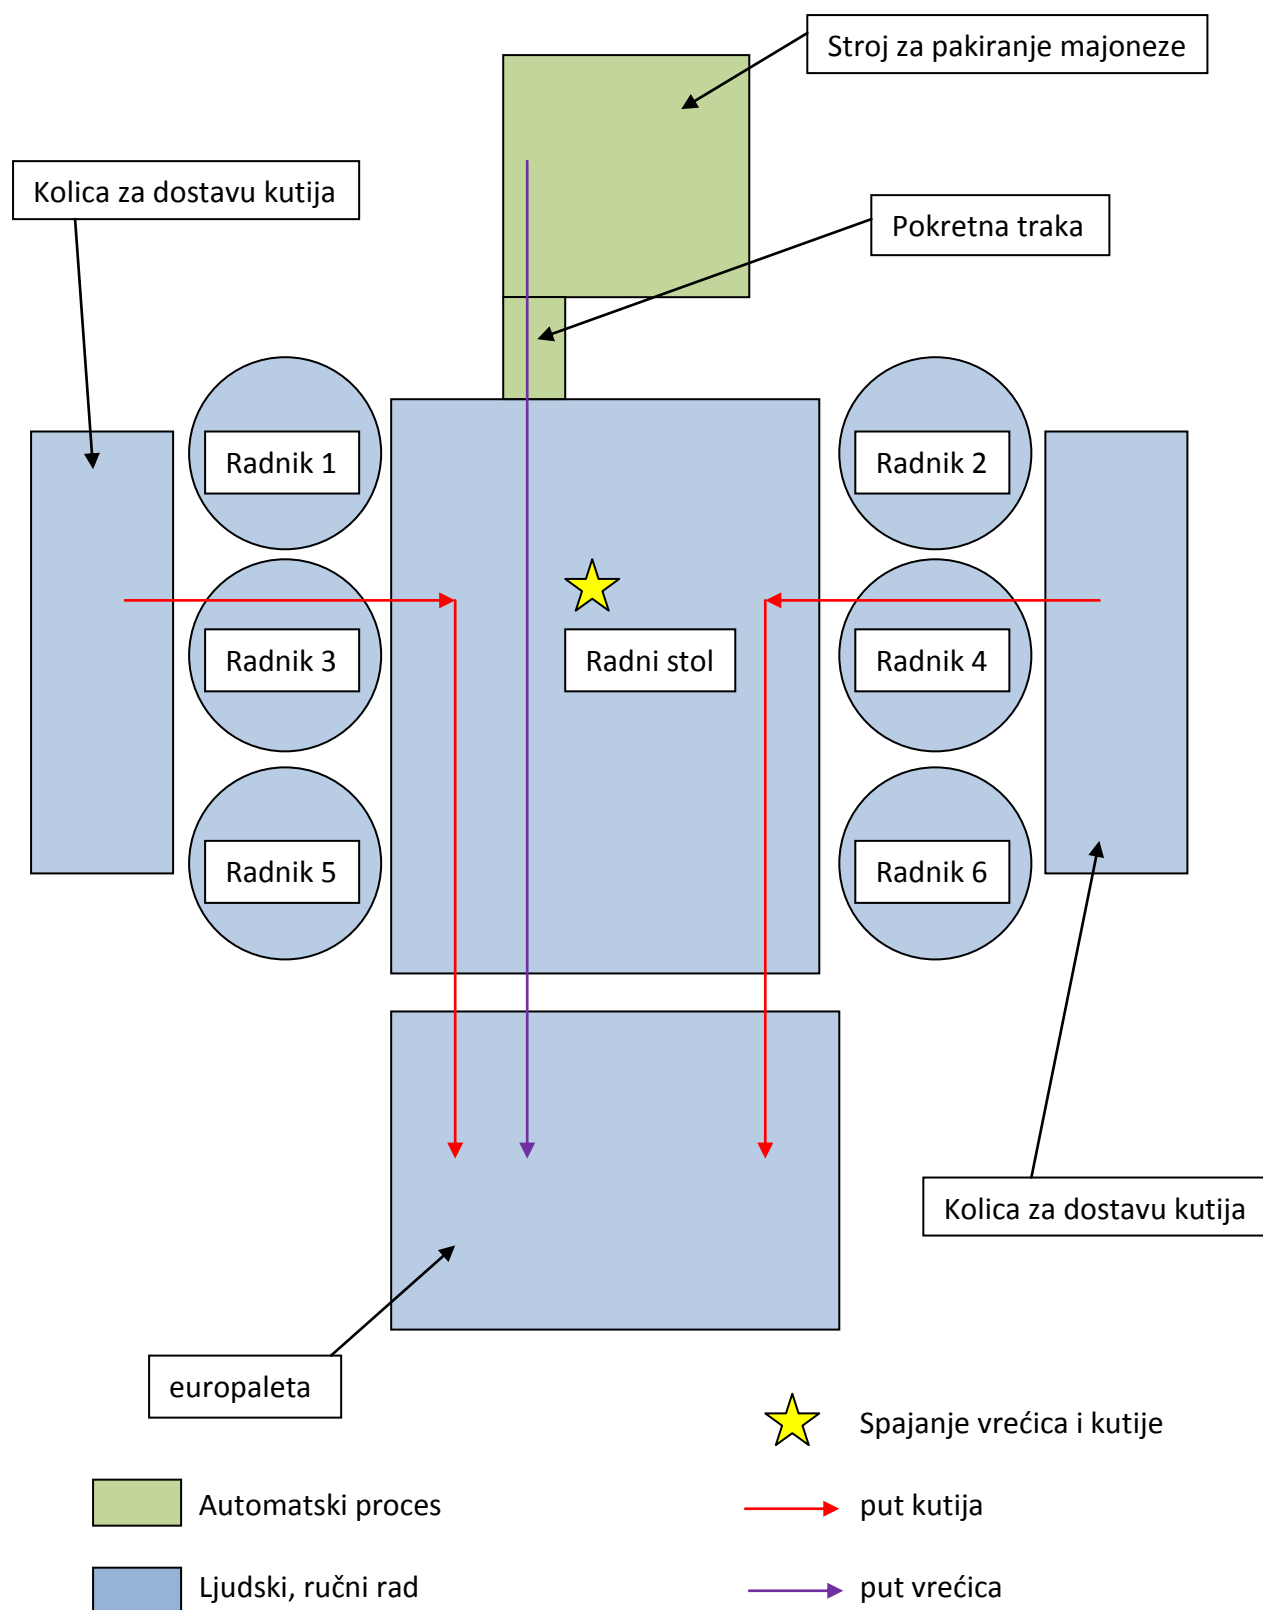 Stroj za pakiranje majoneze
Kolica za dostavu kutija
Pokretna traka
Radnik 1
Radnik 2
Radnik 3
Radni stol
Radnik 4
Radnik 5
Radnik 6
Kolica za dostavu kutija
europaleta
Spajanje vrećica i kutije
Automatski proces
put kutija
Ljudski, ručni rad
put vrećica